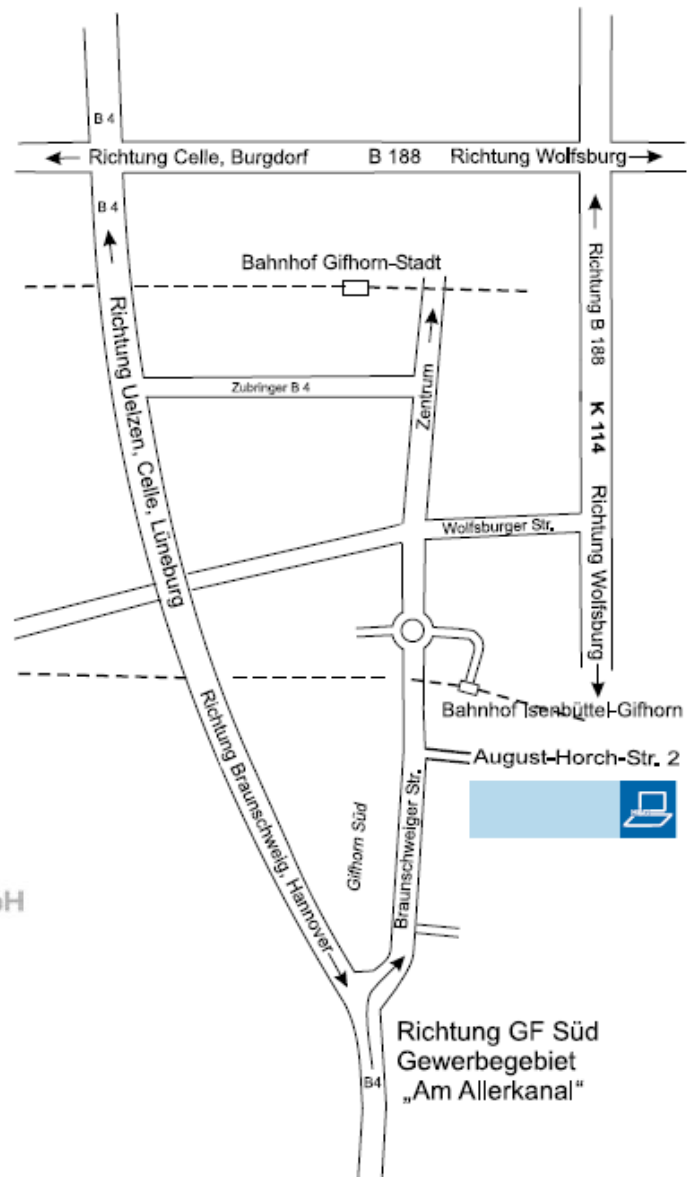 B 4
Richtung Celle, Burgdorf
B 188
Richtung Wolfsburg
B 4
Bahnhof Gifhorn-Stadt
Richtung B 188
Richtung Uelzen, Celle, Lüneburg
Zubringer B 4
Zentrum
K 114
Wolfsburger Str.
Richtung Wolfsburg
Bahnhof Isenbüttel-Gifhorn
Richtung Braunschweig, Hannover
August-Horch-Str. 2
Gifhorn Süd
Braunschweiger Str.
bH
Richtung GF Süd
Gewerbegebiet
„Am Allerkanal“
B4